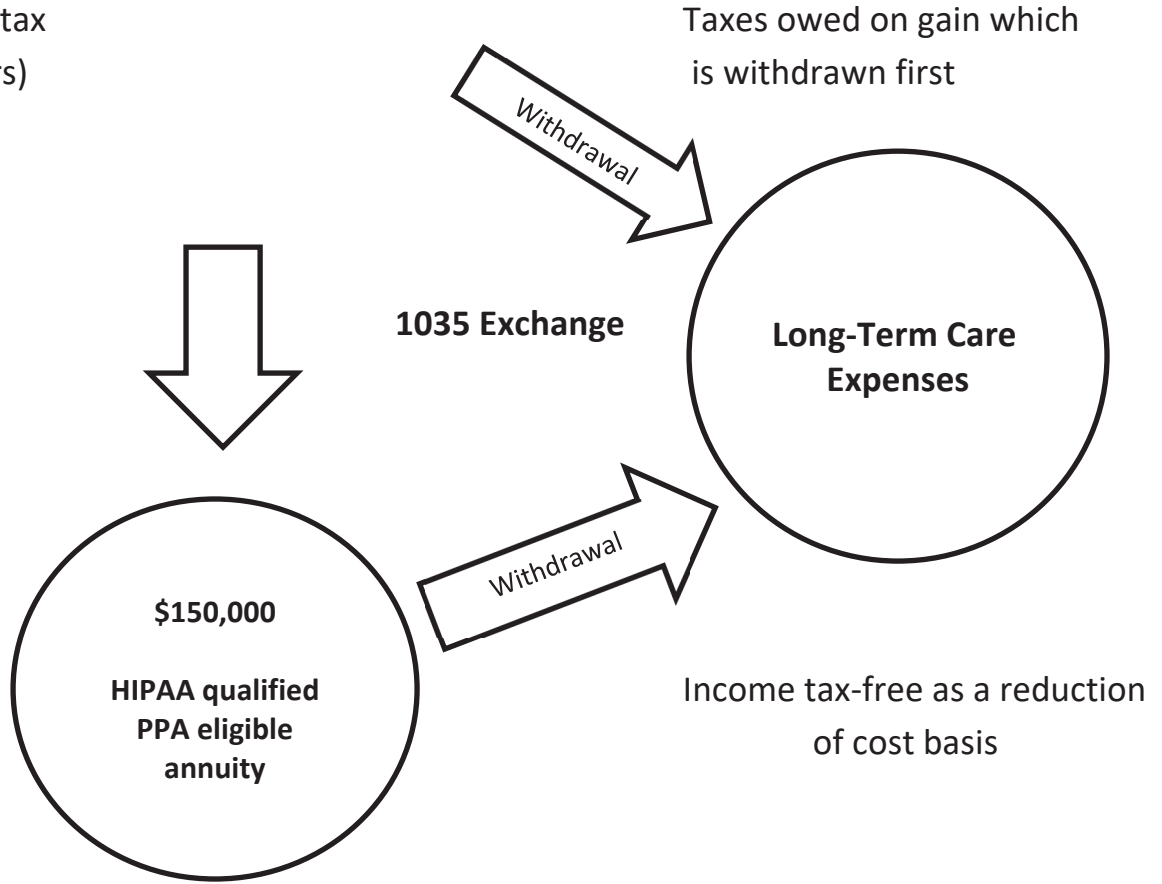 tax
rs)
Taxes owed on gain which
is withdrawn first
Withdrawal
1035 Exchange
Long-Term Care
Expenses
Withdrawal
$150,000
HIPAA qualified
PPA eligible
annuity
Income tax-free as a reduction
of cost basis